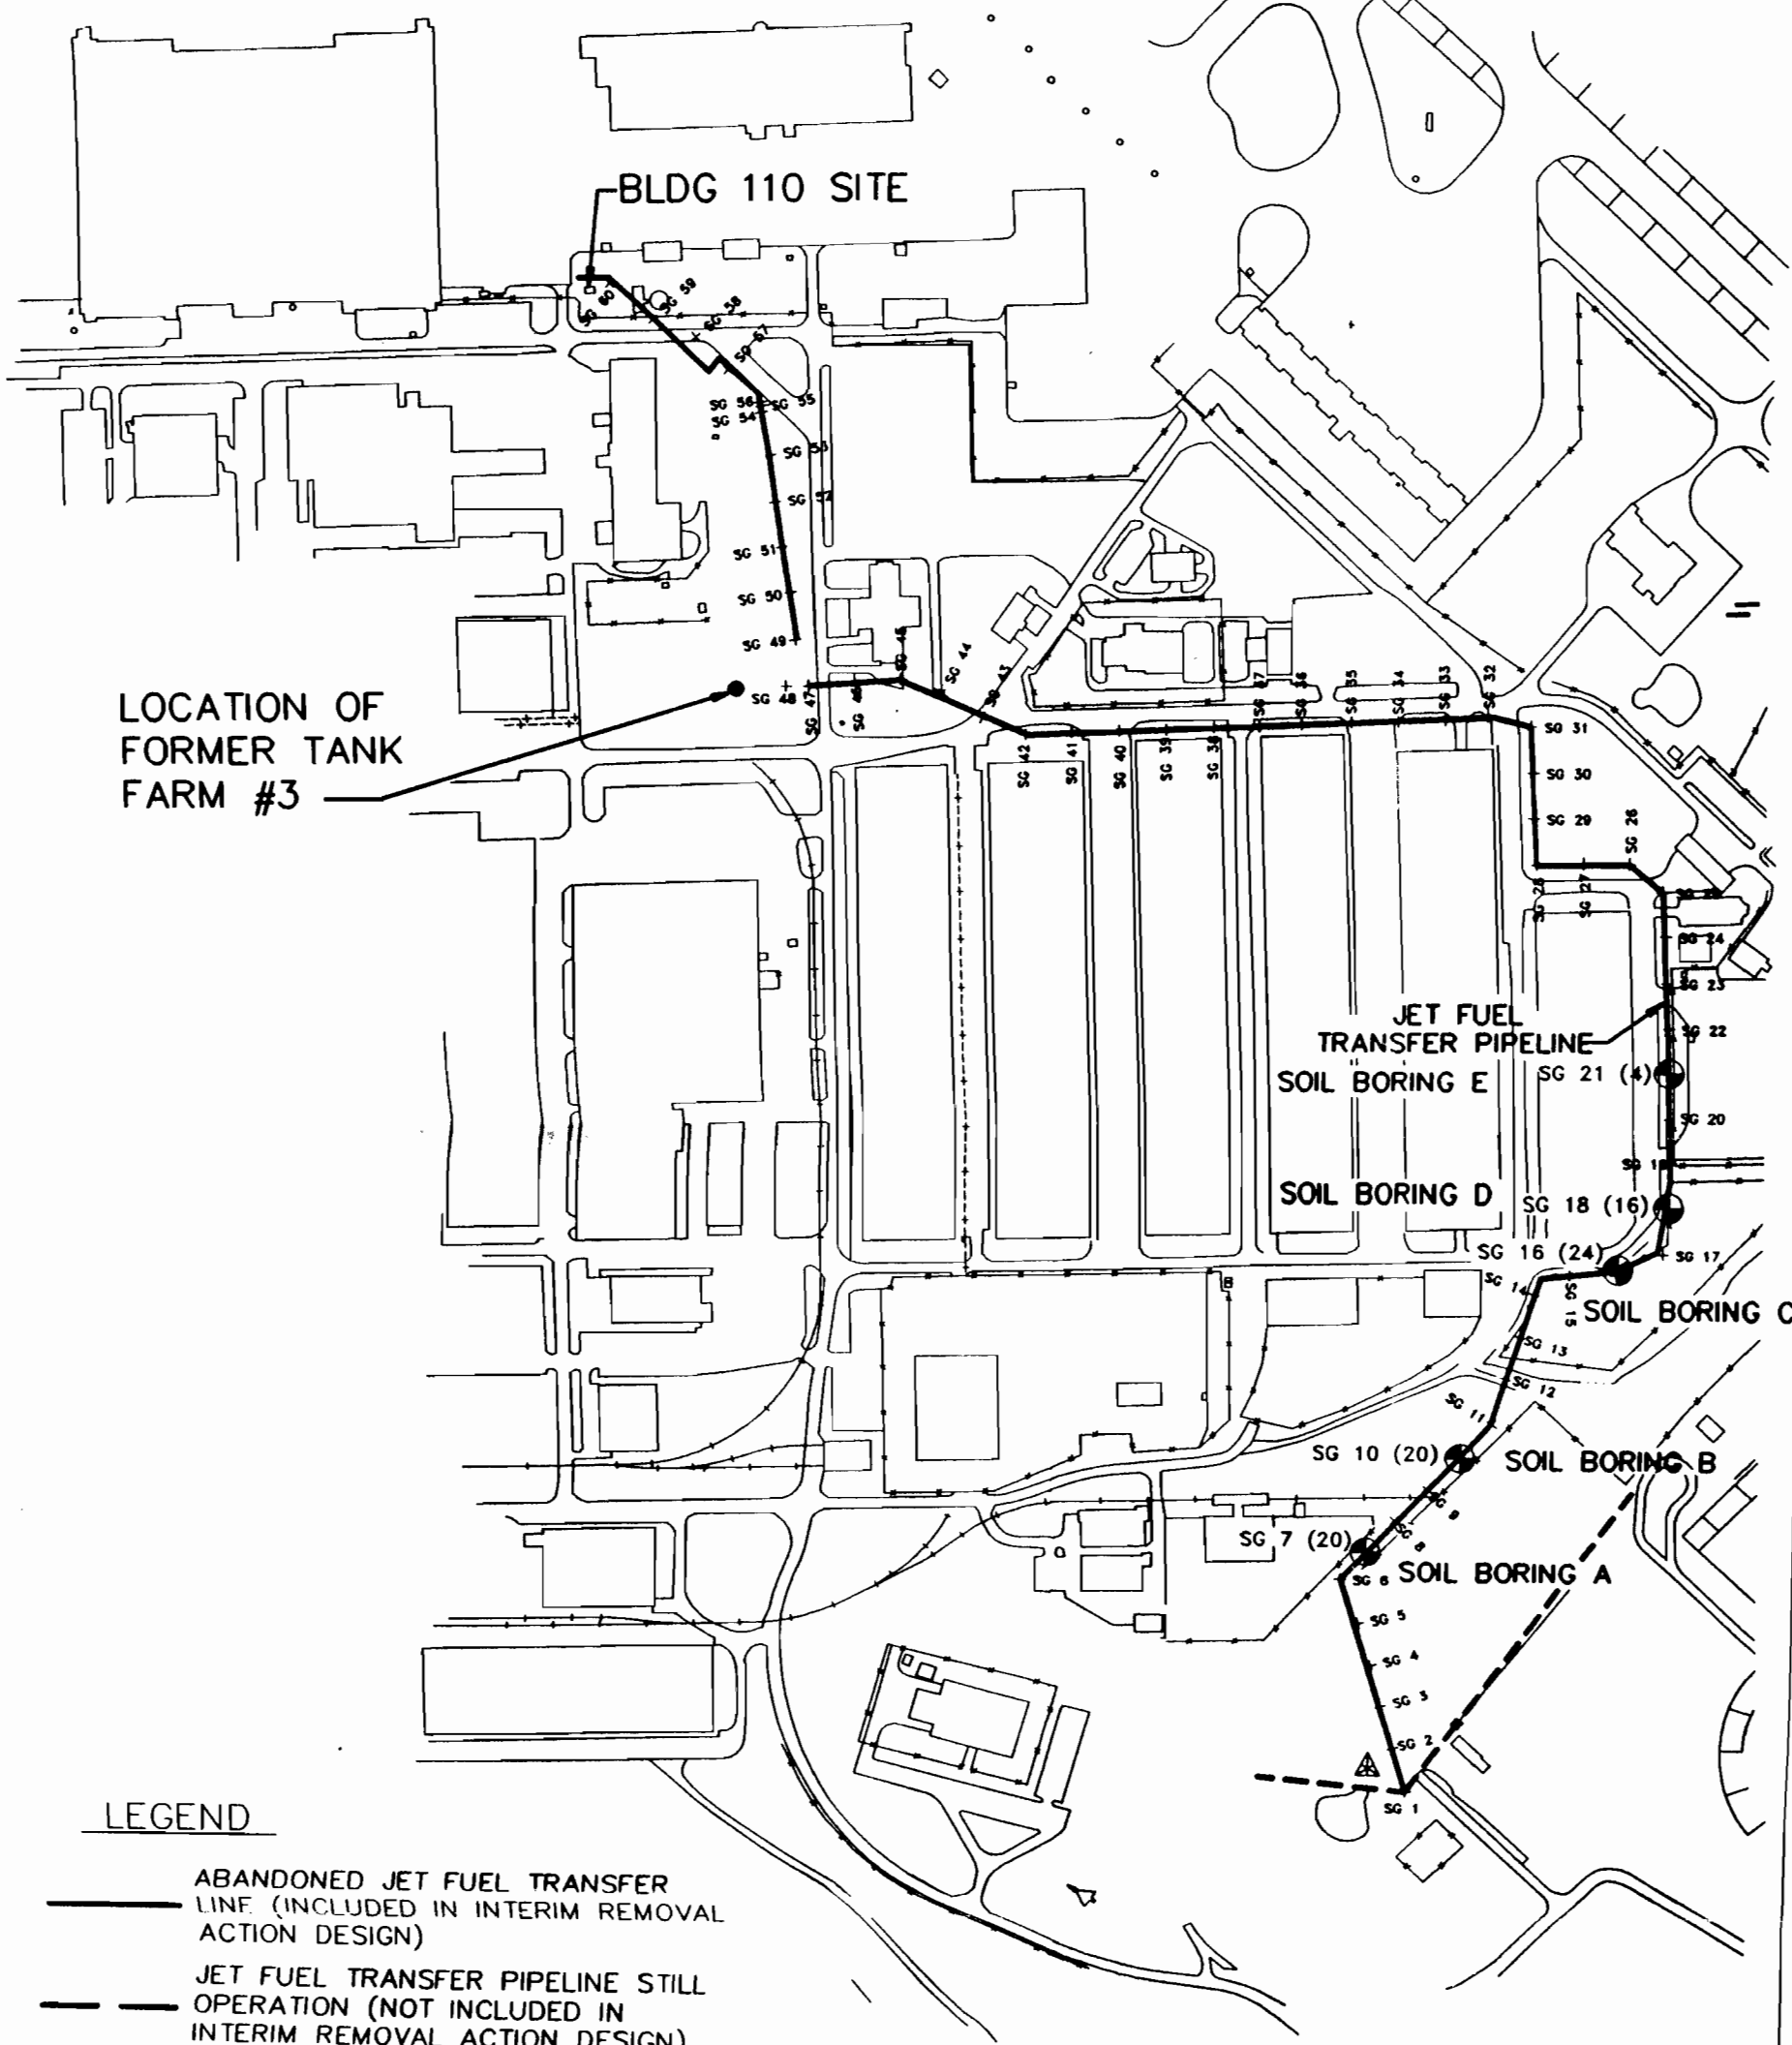 BLDG 110 SITE
SG 60
SG 59
SG 58
SG 57
SG 56
SG 55
SG 54
SG 53
SG 52
SG 51
SG 50
SG 49
SG 48
SG 47
SG 46
SG 45
SG 44
SG 43
SG 42
SG 41
SG 40
SG 39
SG 38
SG 37
SG 36
SG 35
SG 34
SG 33
SG 32
SG 31
SG 30
SG 29
SG 28
SG 27
SG 26
SG 25
SG 24
SG 23
SG 22
LOCATION OF
FORMER TANK
FARM #3
JET FUEL
TRANSFER PIPELINE
SOIL BORING E
SG 21 (4)
SG 20
SG 19
SOIL BORING D
SG 18 (16)
SG 17
SG 16 (24)
SG 15
SOIL BORING C
SG 14
SG 13
SG 12
SG 11
SG 10 (20)
SOIL BORING B
SG 9
SG 8
SG 7 (20)
SOIL BORING A
SG 6
SG 5
SG 4
SG 3
SG 2
SG 1
LEGEND
ABANDONED JET FUEL TRANSFER
LINE (INCLUDED IN INTERIM REMOVAL
ACTION DESIGN)
JET FUEL TRANSFER PIPELINE STILL
OPERATION (NOT INCLUDED IN
INTERIM REMOVAL ACTION DESIGN)